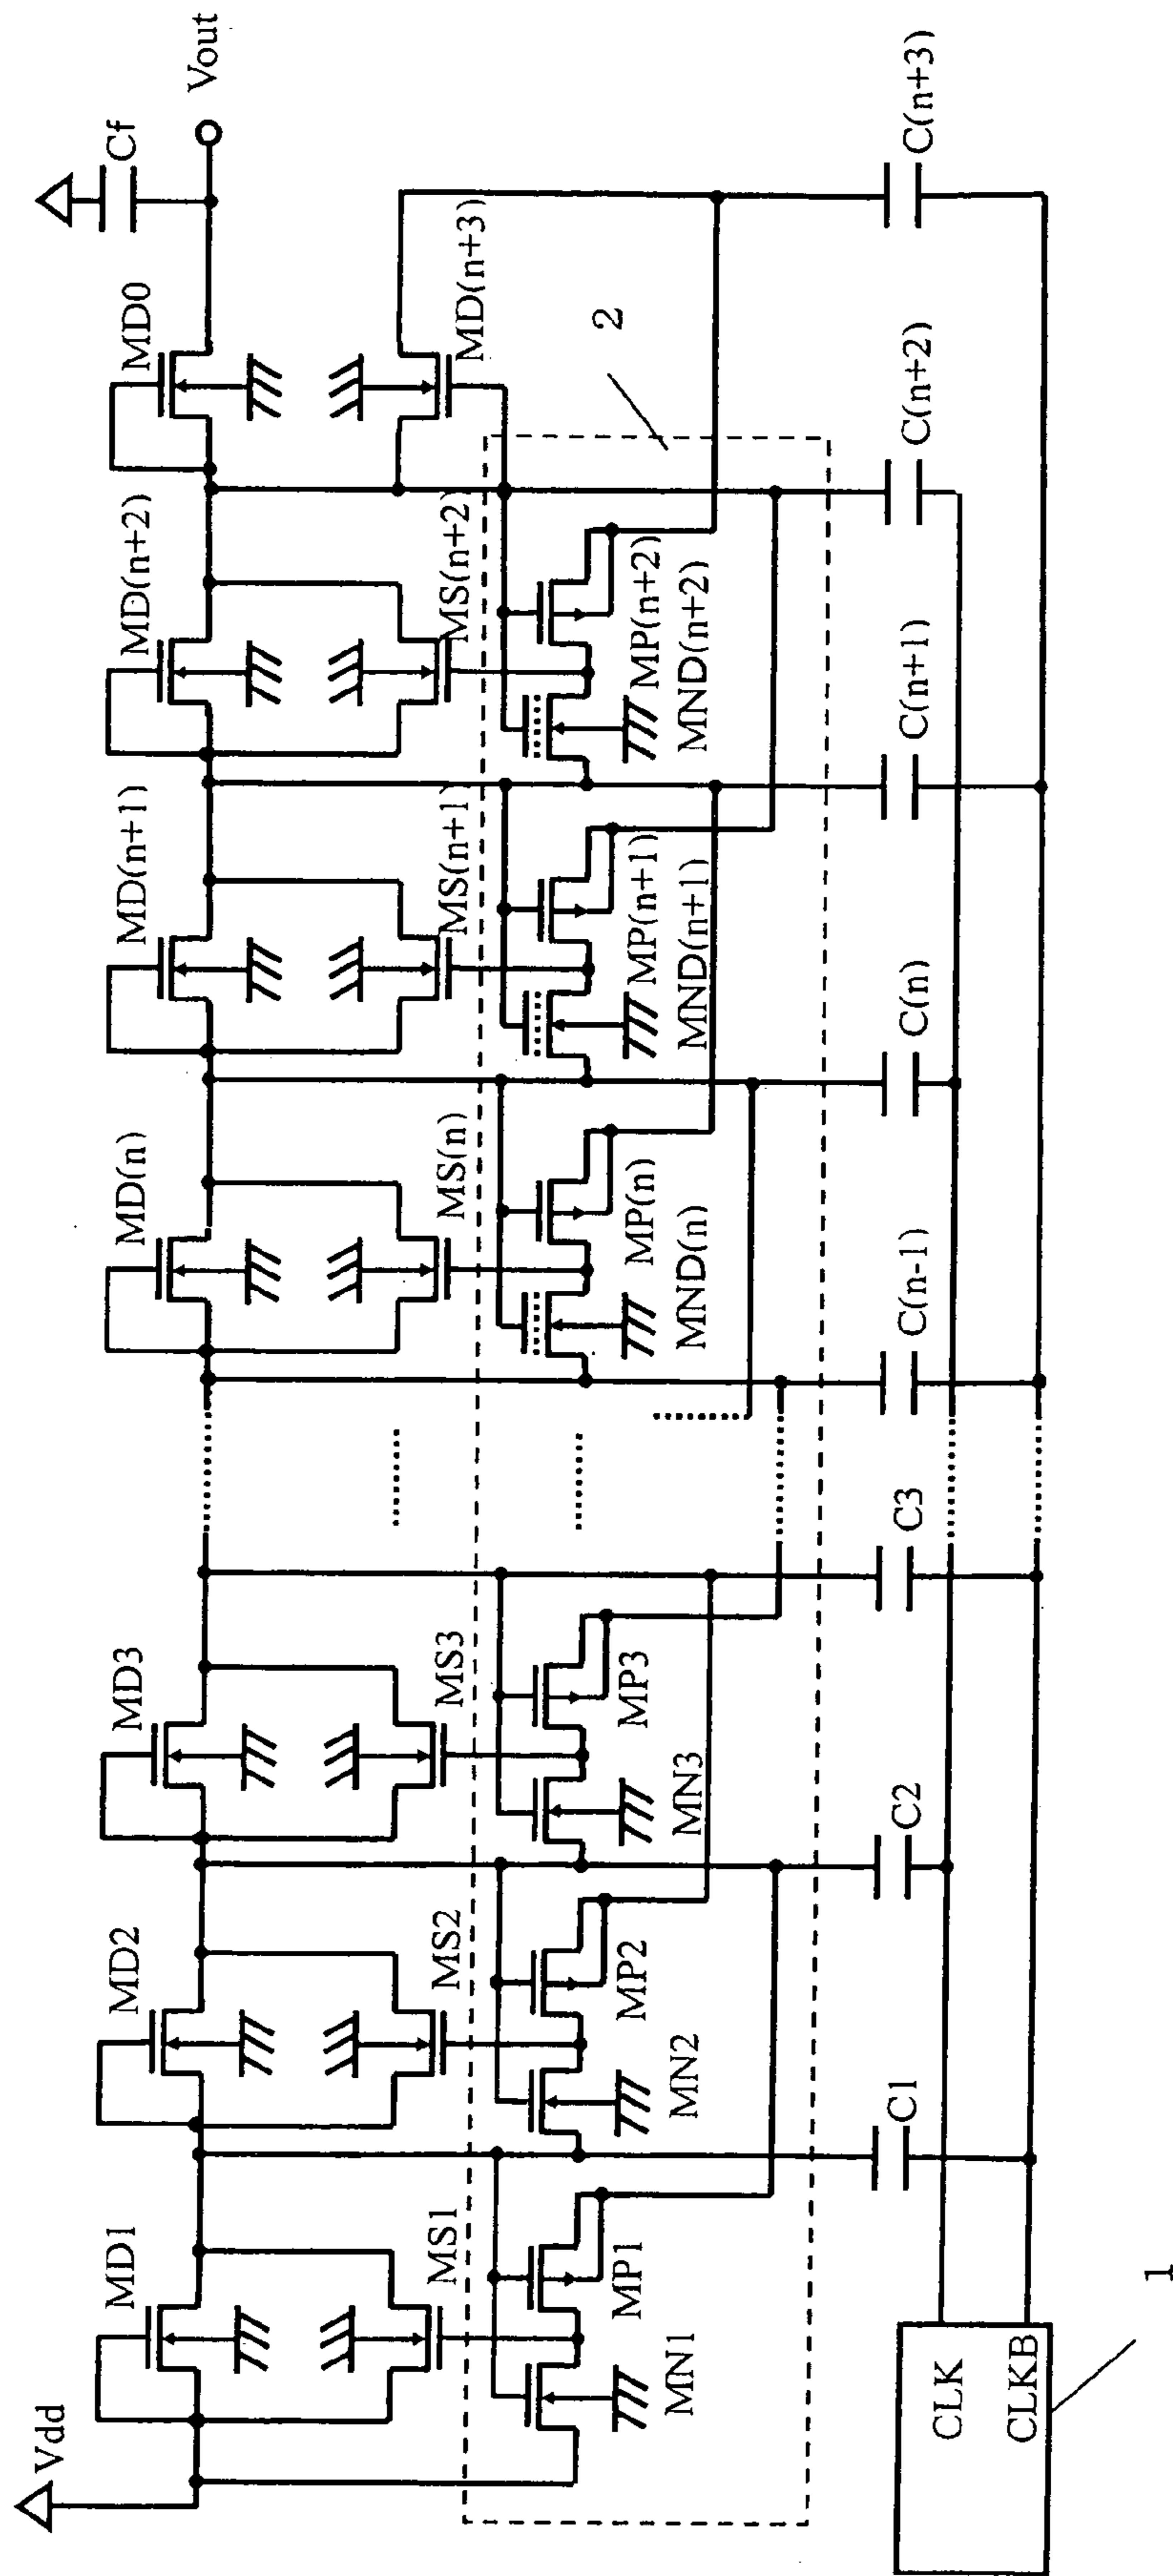 Vdd
MD1
MD2
MD3
MD(n)
MD(n+1)
MD(n+2)
MD0
Cf
Vout
MS1
MS2
MS3
MS(n)
MS(n+1)
MS(n+2)
MD(n+3)
2
MP1
MN1
MP2
MN2
MP3
MN3
MP(n)
MND(n)
MP(n+1)
MND(n+1)
MP(n+2)
MND(n+2)
C1
C2
C3
C(n-1)
C(n)
C(n+1)
C(n+2)
C(n+3)
CLK
CLKB
1